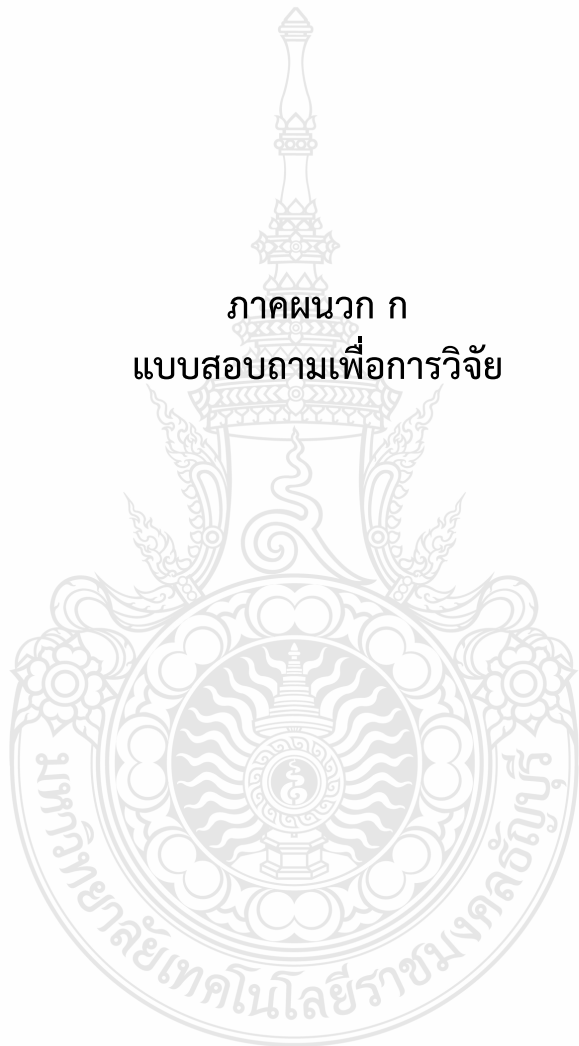 ภาคผนวก ก
แบบสอบถามเพื่อการวิจัย
มหาวิทยาลัยเทคโนโลยีราชมงคลธัญบุรี